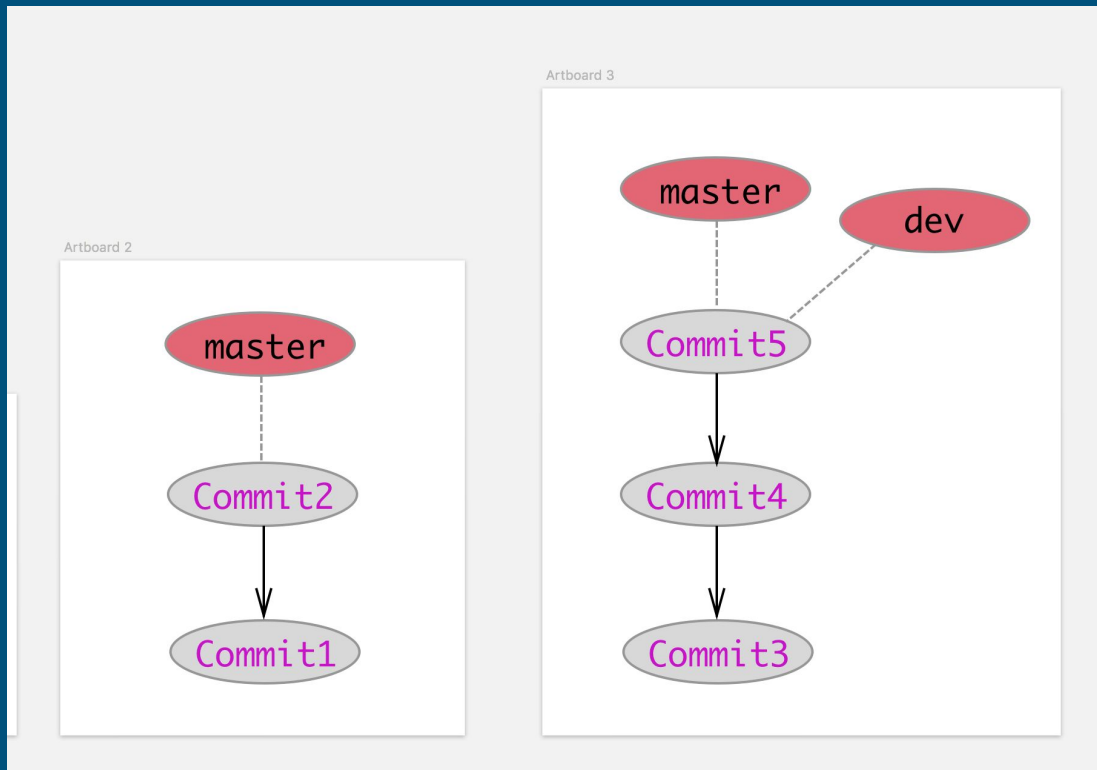 Artboard 2
master
Commit2
Commit1
Artboard 3
master
dev
Commit5
Commit4
Commit3